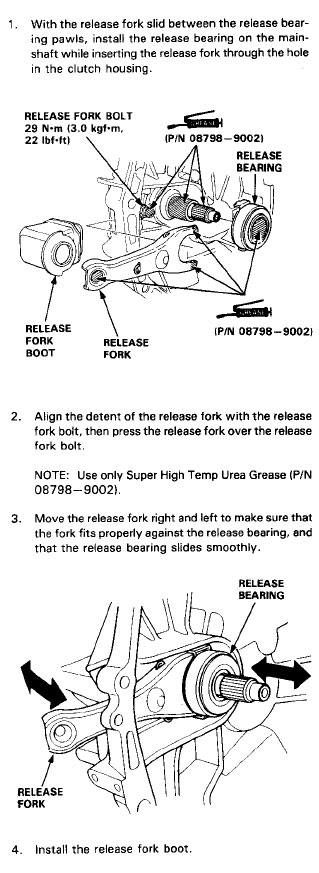 1. With the release fork slid between the release bear-
ing pawls, install the release bearing on the main-
shaft while inserting the release fork through the hole
in the clutch housing.
RELEASE FORK BOLT
29 N·m (3.0 kgf·m,
22 lbf·ft)
GREASE
(P/N 08798–9002)
RELEASE
BEARING
GREASE
(P/N 08798–9002)
RELEASE
FORK
BOOT
RELEASE
FORK
2. Align the detent of the release fork with the release
fork bolt, then press the release fork over the release
fork bolt.
NOTE: Use only Super High Temp Urea Grease (P/N
08798–9002).
3. Move the release fork right and left to make sure that
the fork fits properly against the release bearing, and
that the release bearing slides smoothly.
RELEASE
BEARING
RELEASE
FORK
4. Install the release fork boot.